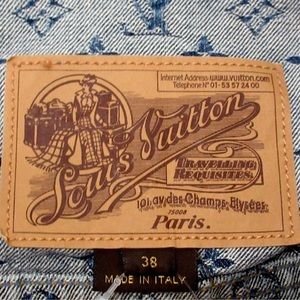 Internet Address: www.vuitton.com
Telephone N° 01-53 57 24 00
Louis Vuitton
TRAVELLING
REQUISITES.
101, av. des Champs-Elysées.
75008
Paris.
38
MADE IN ITALY